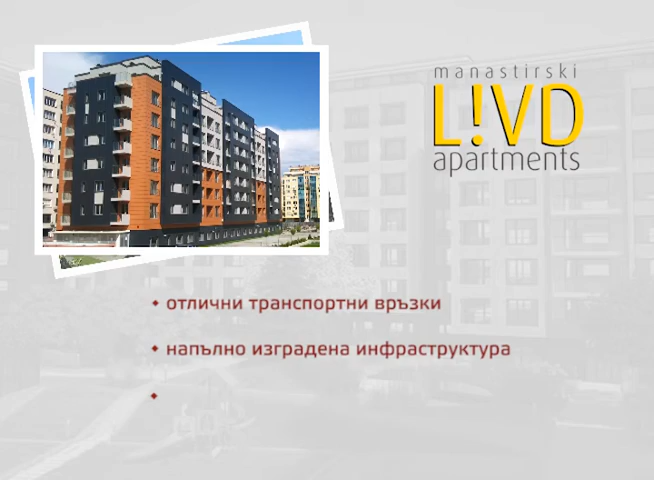 manastirski
L!VD
apartments
• отлични транспортни връзки
• напълно изградена инфраструктура
•